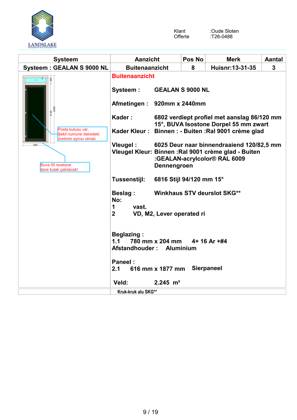 LANDSLAKE
Klant :Oude Sloten
Offerte :T26-0486
Systeem Aanzicht Pos No Merk Aantal
Systeem : GEALAN S 9000 NL Buitenaanzicht 8 Huisnr:13-31-35 3
Buitenaanzicht
Systeem : GEALAN S 9000 NL
Afmetingen : 920mm x 2440mm
Kader : 6802 verdiept profiel met aanslag 86/120 mm
15°, BUVA Isostone Dorpel 55 mm zwart
Kader Kleur : Binnen : - Buiten :Ral 9001 crème glad
Vleugel : 6025 Deur naar binnendraaiend 120/82,5 mm
Vleugel Kleur: Binnen :Ral 9001 crème glad - Buiten
:GEALAN-acrylcolor® RAL 6009
Dennengroen
Tussenstijl: 6816 Stijl 94/120 mm 15°
Beslag : Winkhaus STV deurslot SKG**
No:
1 vast.
2 VD, M2, Lever operated ri
Beglazing :
1.1 780 mm x 204 mm 4+ 16 Ar +#4
Afstandhouder : Aluminium
Paneel :
2.1 616 mm x 1877 mm Sierpaneel
Veld: 2.245 m²
Kruk-kruk alu SKG**
9 / 19